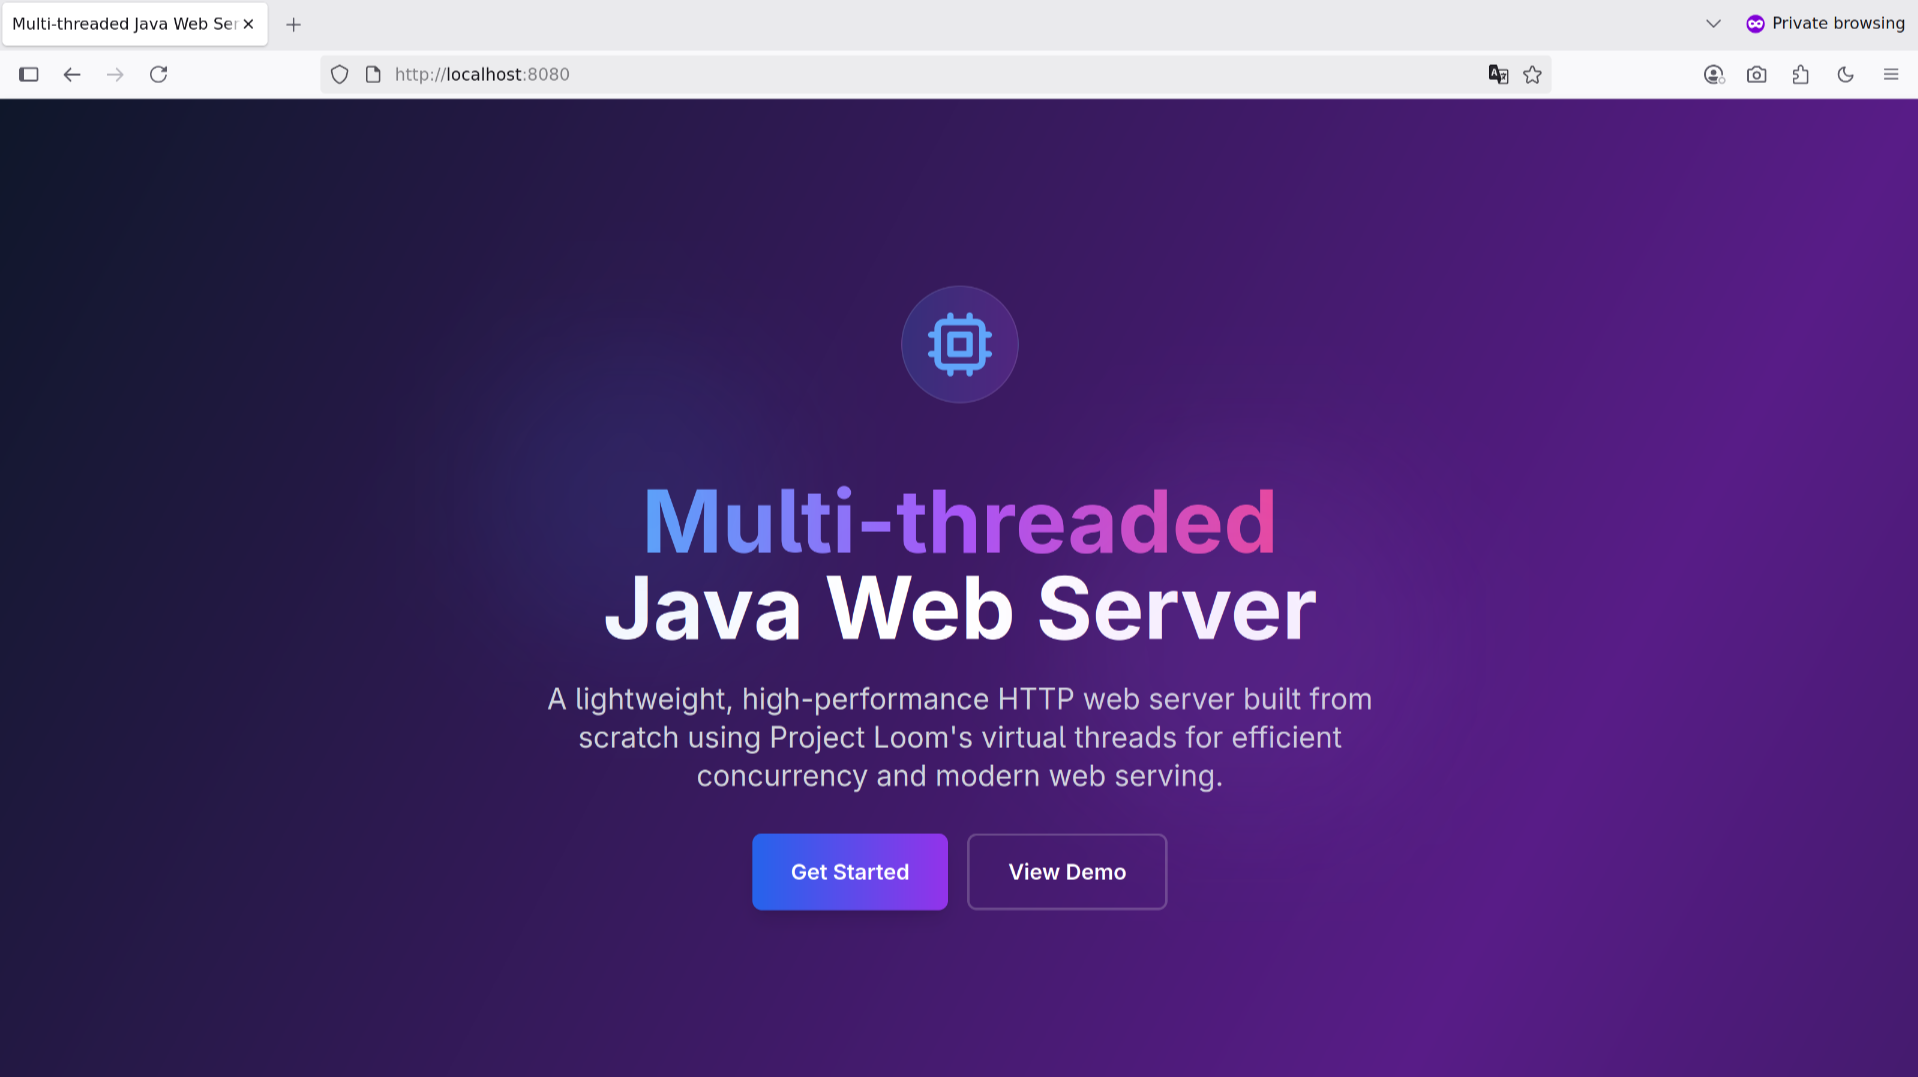 Multi-threaded Java Web Ser
Private browsing
http://localhost:8080
Multi-threaded
Java Web Server
A lightweight, high-performance HTTP web server built from
scratch using Project Loom's virtual threads for efficient
concurrency and modern web serving.
Get Started
View Demo